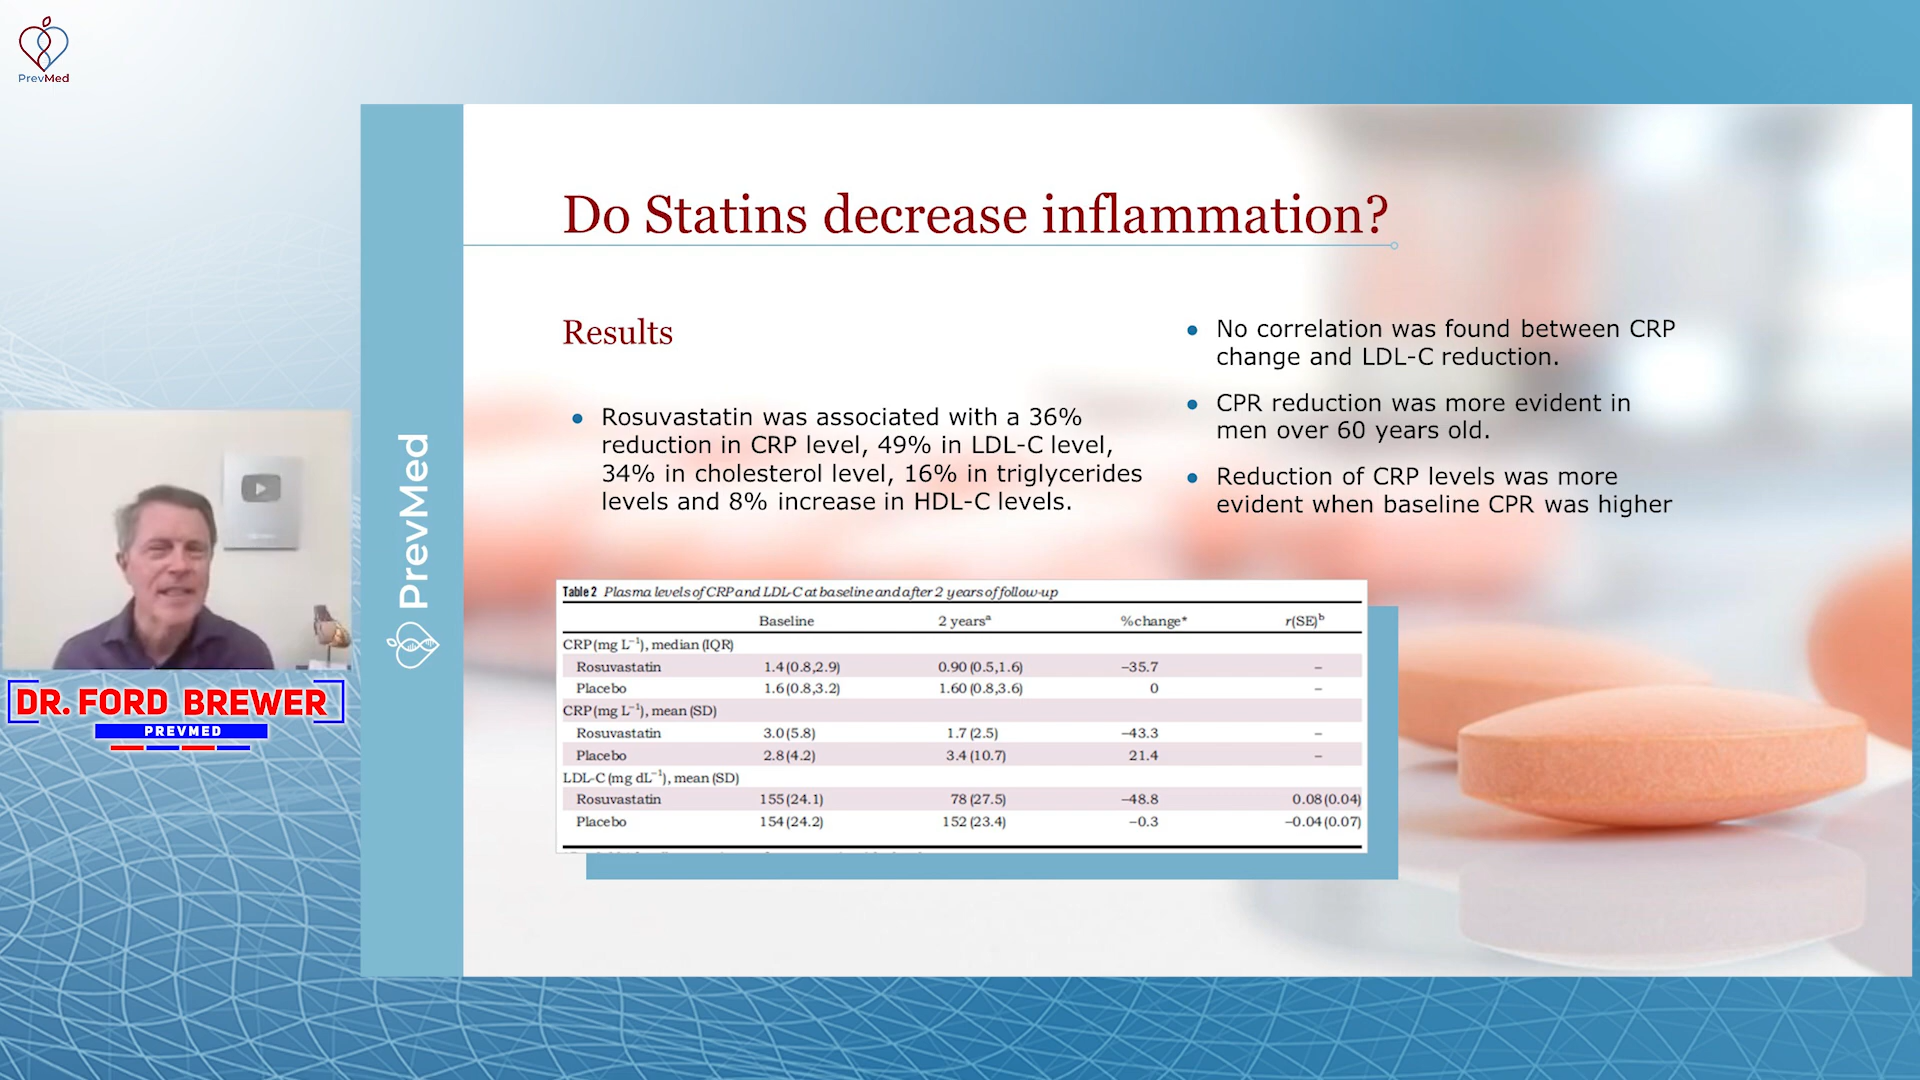 PrevMed
Do Statins decrease inflammation?
Results
• Rosuvastatin was associated with a 36%
reduction in CRP level, 49% in LDL-C level,
34% in cholesterol level, 16% in triglycerides
levels and 8% increase in HDL-C levels.
• No correlation was found between CRP
change and LDL-C reduction.
• CPR reduction was more evident in
men over 60 years old.
• Reduction of CRP levels was more
evident when baseline CPR was higher
PrevMed
Table 2 Plasma levels of CRP and LDL-C at baseline and after 2 years of follow-up
Baseline 2 yearsᵃ %change* r(SE)ᵇ
CRP (mg L⁻¹), median (IQR)
Rosuvastatin 1.4 (0.8,2.9) 0.90 (0.5,1.6) −35.7 –
Placebo 1.6 (0.8,3.2) 1.60 (0.8,3.6) 0 –
CRP (mg L⁻¹), mean (SD)
Rosuvastatin 3.0 (5.8) 1.7 (2.5) −43.3 –
Placebo 2.8 (4.2) 3.4 (10.7) 21.4 –
LDL-C (mg dL⁻¹), mean (SD)
Rosuvastatin 155 (24.1) 78 (27.5) −48.8 0.08 (0.04)
Placebo 154 (24.2) 152 (23.4) −0.3 −0.04 (0.07)
DR. FORD BREWER
PREVMED